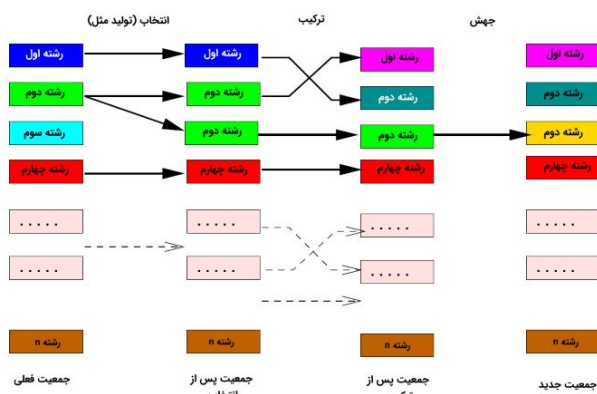 انتخاب (تولید مثل)
ترکیب
جهش
رشته اول
رشته اول
رشته اول
رشته اول
رشته دوم
رشته دوم
رشته دوم
رشته دوم
رشته سوم
رشته دوم
رشته دوم
رشته دوم
رشته چهارم
رشته چهارم
رشته چهارم
رشته چهارم
.....
.....
.....
.....
.....
.....
.....
.....
رشته n
رشته n
رشته n
رشته n
جمعیت فعلی
جمعیت پس از
جمعیت پس از
جمعیت جدید